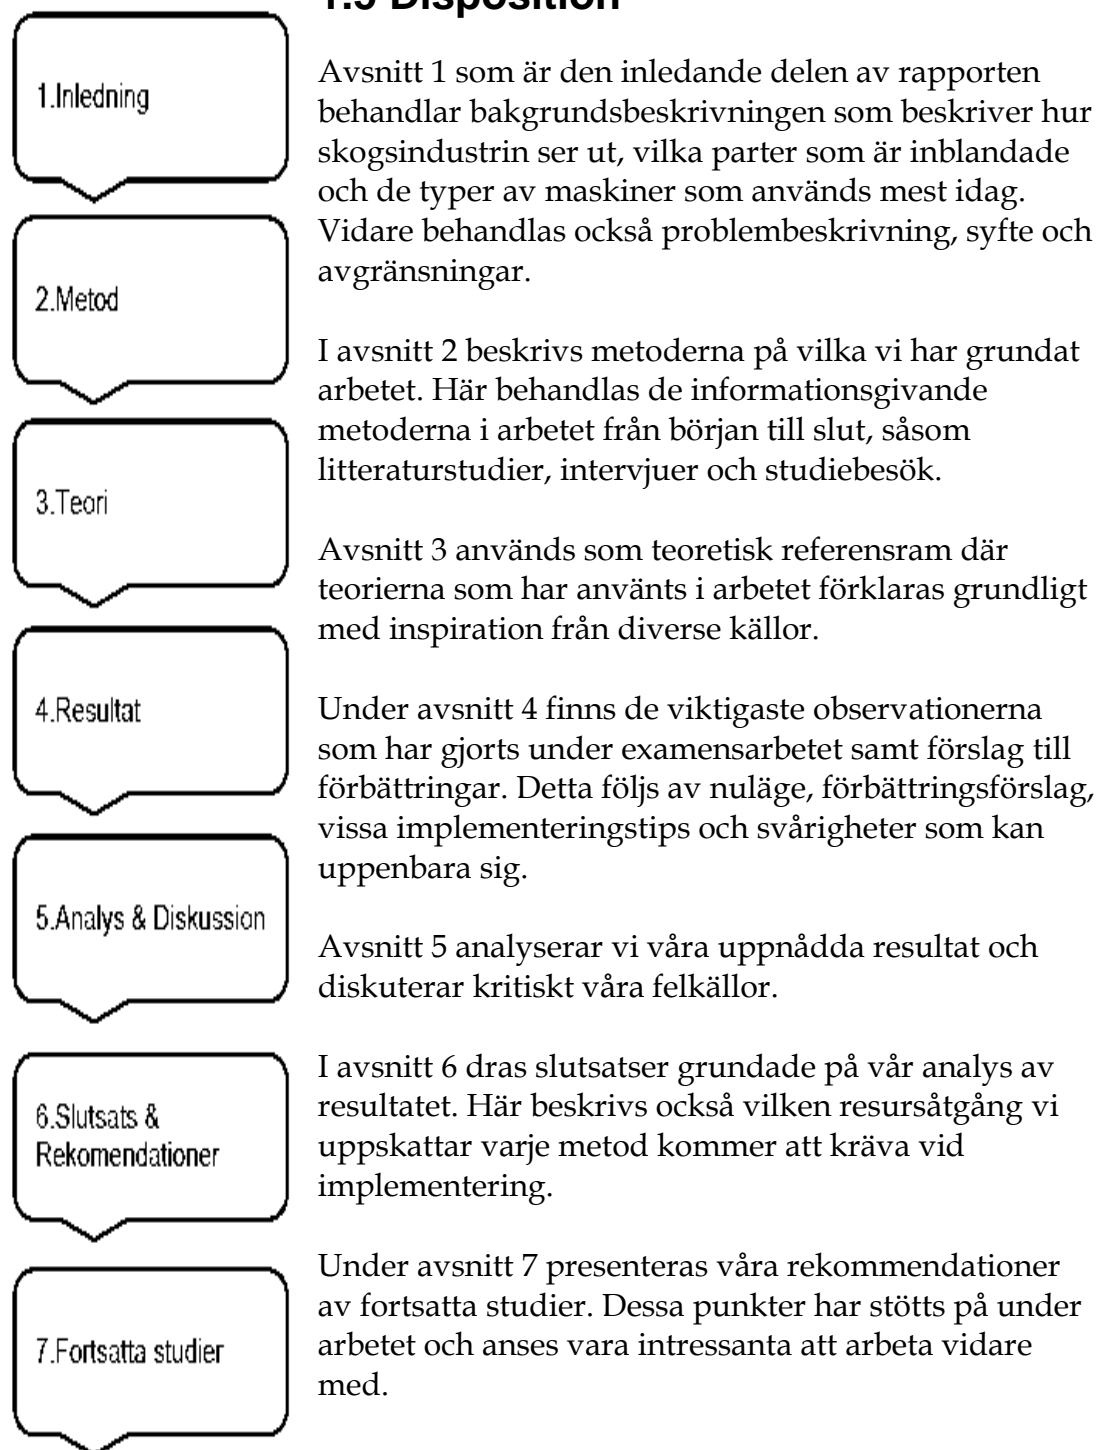 1.5 Disposition
1.Inledning
Avsnitt 1 som är den inledande delen av rapporten
behandlar bakgrundsbeskrivningen som beskriver hur
skogsindustrin ser ut, vilka parter som är inblandade
och de typer av maskiner som används mest idag.
Vidare behandlas också problembeskrivning, syfte och
avgränsningar.
2.Metod
I avsnitt 2 beskrivs metoderna på vilka vi har grundat
arbetet. Här behandlas de informationsgivande
metoderna i arbetet från början till slut, såsom
litteraturstudier, intervjuer och studiebesök.
3.Teori
Avsnitt 3 används som teoretisk referensram där
teorierna som har använts i arbetet förklaras grundligt
med inspiration från diverse källor.
4.Resultat
Under avsnitt 4 finns de viktigaste observationerna
som har gjorts under examensarbetet samt förslag till
förbättringar. Detta följs av nuläge, förbättringsförslag,
vissa implementeringstips och svårigheter som kan
uppenbara sig.
5.Analys & Diskussion
Avsnitt 5 analyserar vi våra uppnådda resultat och
diskuterar kritiskt våra felkällor.
6.Slutsats &
Rekomendationer
I avsnitt 6 dras slutsatser grundade på vår analys av
resultatet. Här beskrivs också vilken resursåtgång vi
uppskattar varje metod kommer att kräva vid
implementering.
7.Fortsatta studier
Under avsnitt 7 presenteras våra rekommendationer
av fortsatta studier. Dessa punkter har stötts på under
arbetet och anses vara intressanta att arbeta vidare
med.